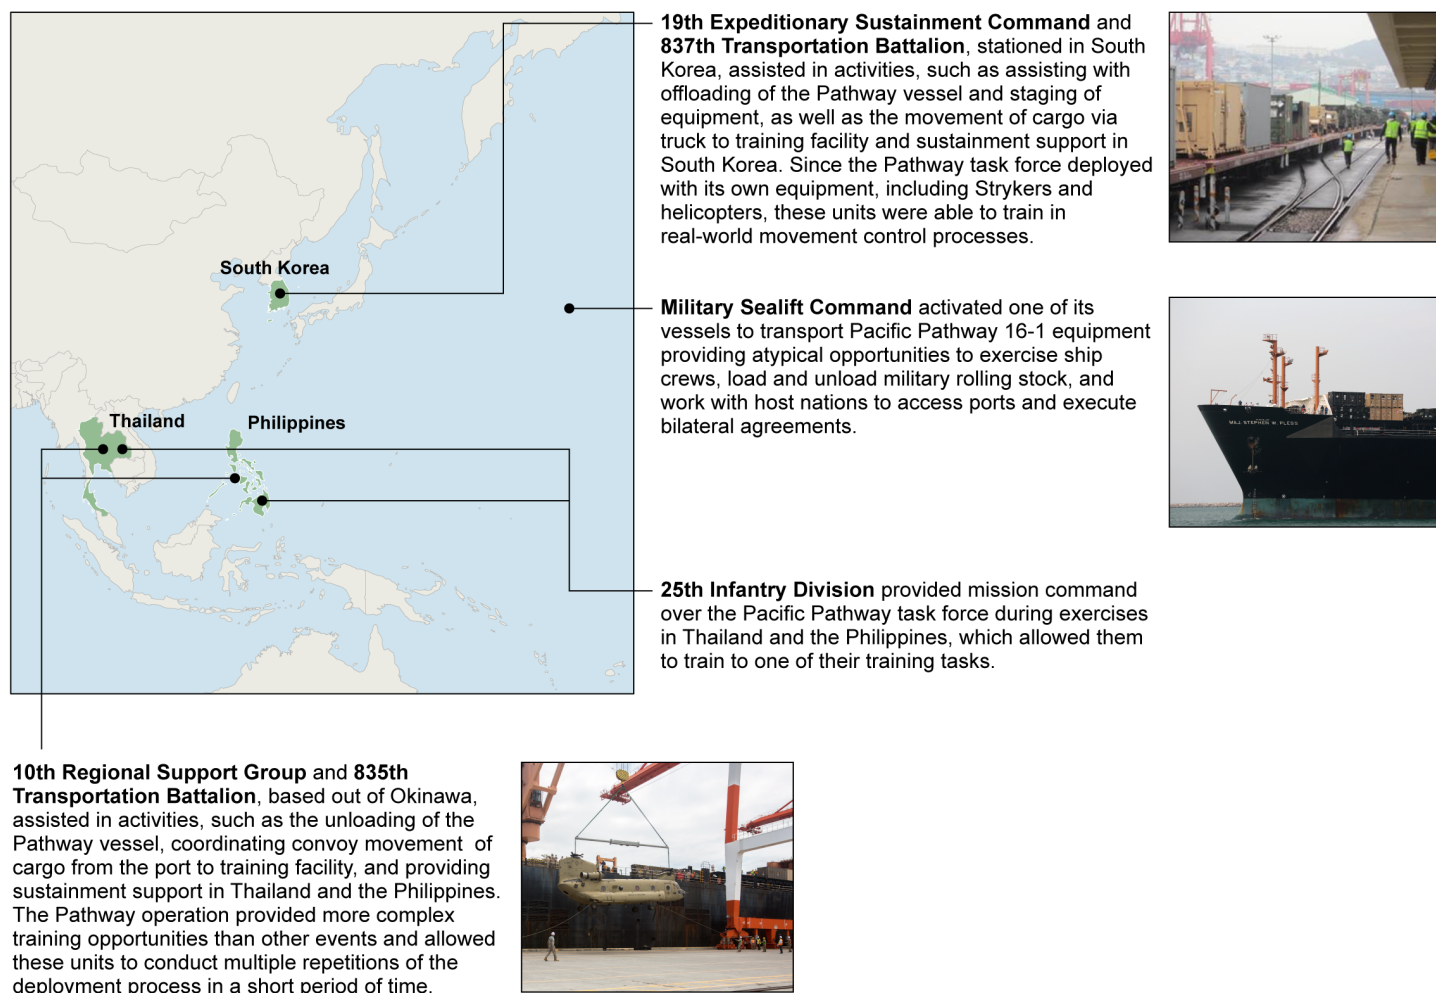 19th Expeditionary Sustainment Command and
837th Transportation Battalion, stationed in South
Korea, assisted in activities, such as assisting with
offloading of the Pathway vessel and staging of
equipment, as well as the movement of cargo via
truck to training facility and sustainment support in
South Korea. Since the Pathway task force deployed
with its own equipment, including Strykers and
helicopters, these units were able to train in
real-world movement control processes.
South Korea
Military Sealift Command activated one of its
vessels to transport Pacific Pathway 16-1 equipment
providing atypical opportunities to exercise ship
crews, load and unload military rolling stock, and
work with host nations to access ports and execute
bilateral agreements.
MAJ. STEPHEN W. PLESS
Thailand
Philippines
25th Infantry Division provided mission command
over the Pacific Pathway task force during exercises
in Thailand and the Philippines, which allowed them
to train to one of their training tasks.
10th Regional Support Group and 835th
Transportation Battalion, based out of Okinawa,
assisted in activities, such as the unloading of the
Pathway vessel, coordinating convoy movement of
cargo from the port to training facility, and providing
sustainment support in Thailand and the Philippines.
The Pathway operation provided more complex
training opportunities than other events and allowed
these units to conduct multiple repetitions of the
deployment process in a short period of time.